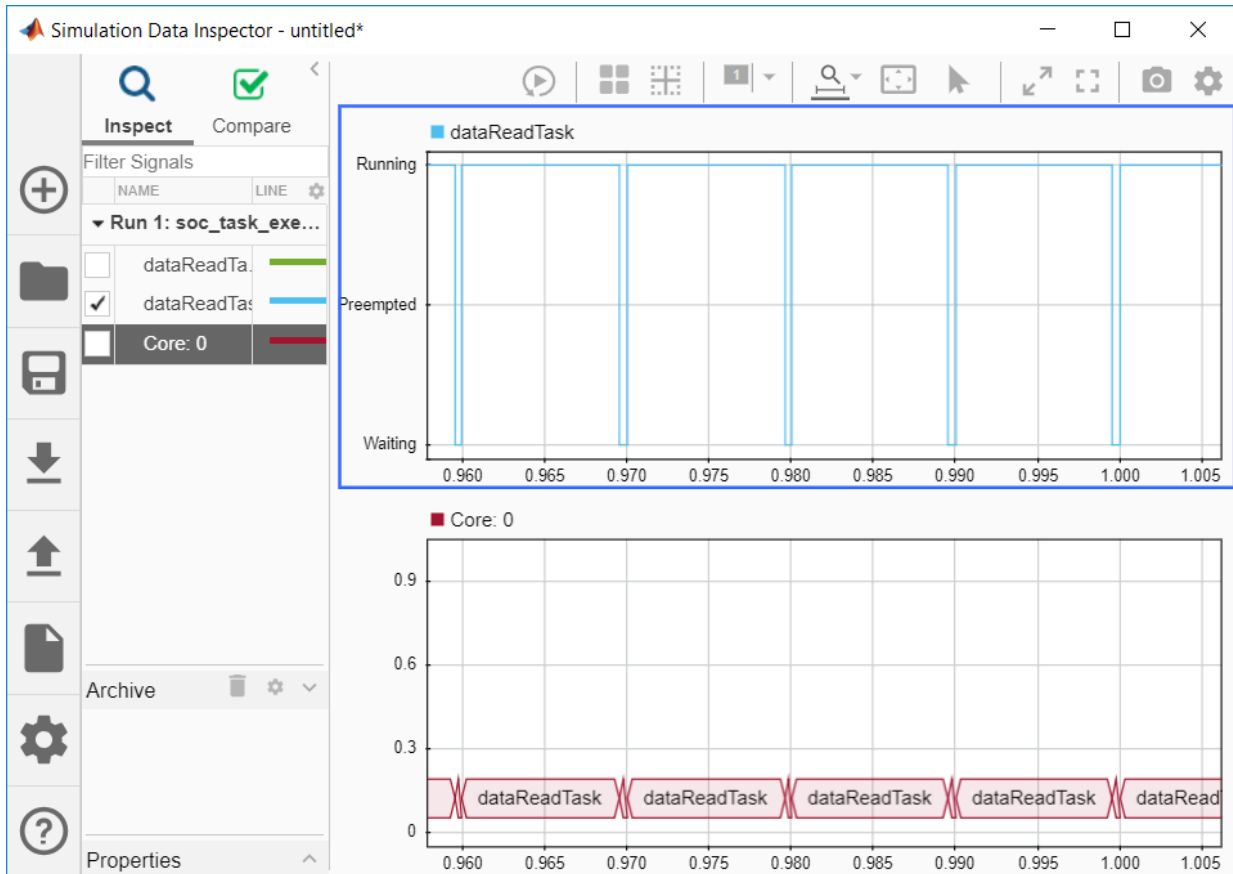 Simulation Data Inspector - untitled*
Inspect Compare
Filter Signals
NAME LINE
Run 1: soc_task_exe...
dataReadTa.
dataReadTas
Core: 0
Archive
Properties
1
dataReadTask
Running
Preempted
Waiting
0.960 0.965 0.970 0.975 0.980 0.985 0.990 0.995 1.000 1.005
Core: 0
0.9
0.6
0.3
dataReadTask dataReadTask dataReadTask dataReadTask dataReadT
0
0.960 0.965 0.970 0.975 0.980 0.985 0.990 0.995 1.000 1.005